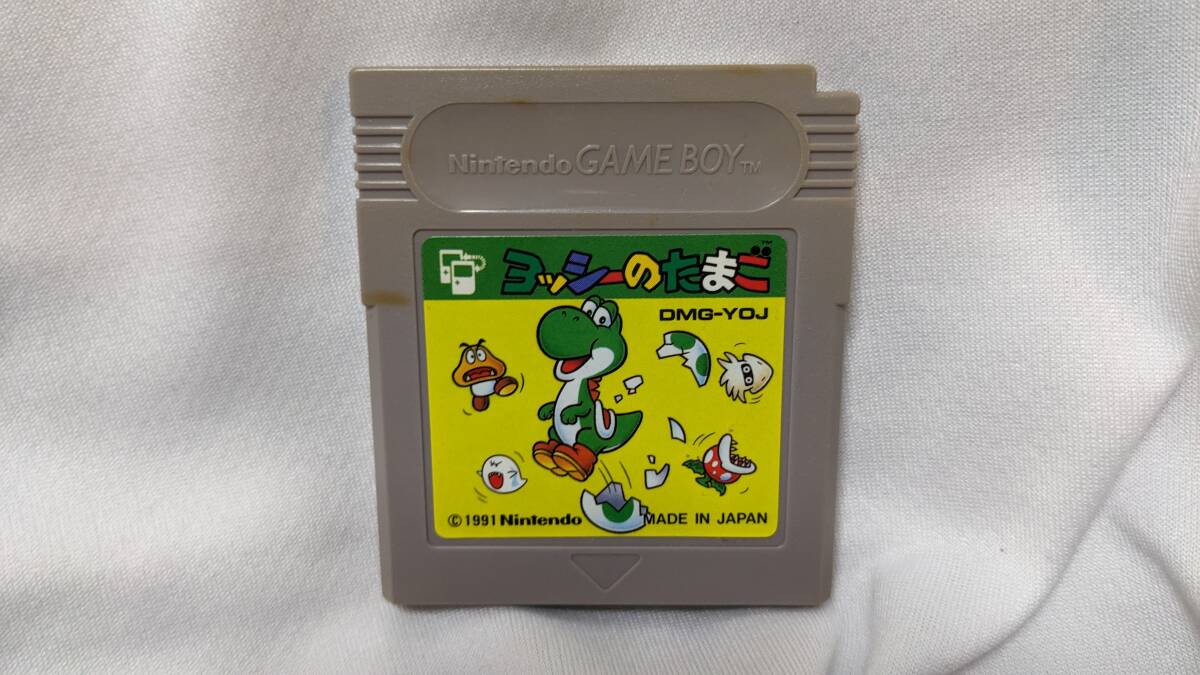 Nintendo GAME BOY TM
ヨッシーのたまご TM
DMG-YOJ
© 1991 Nintendo MADE IN JAPAN